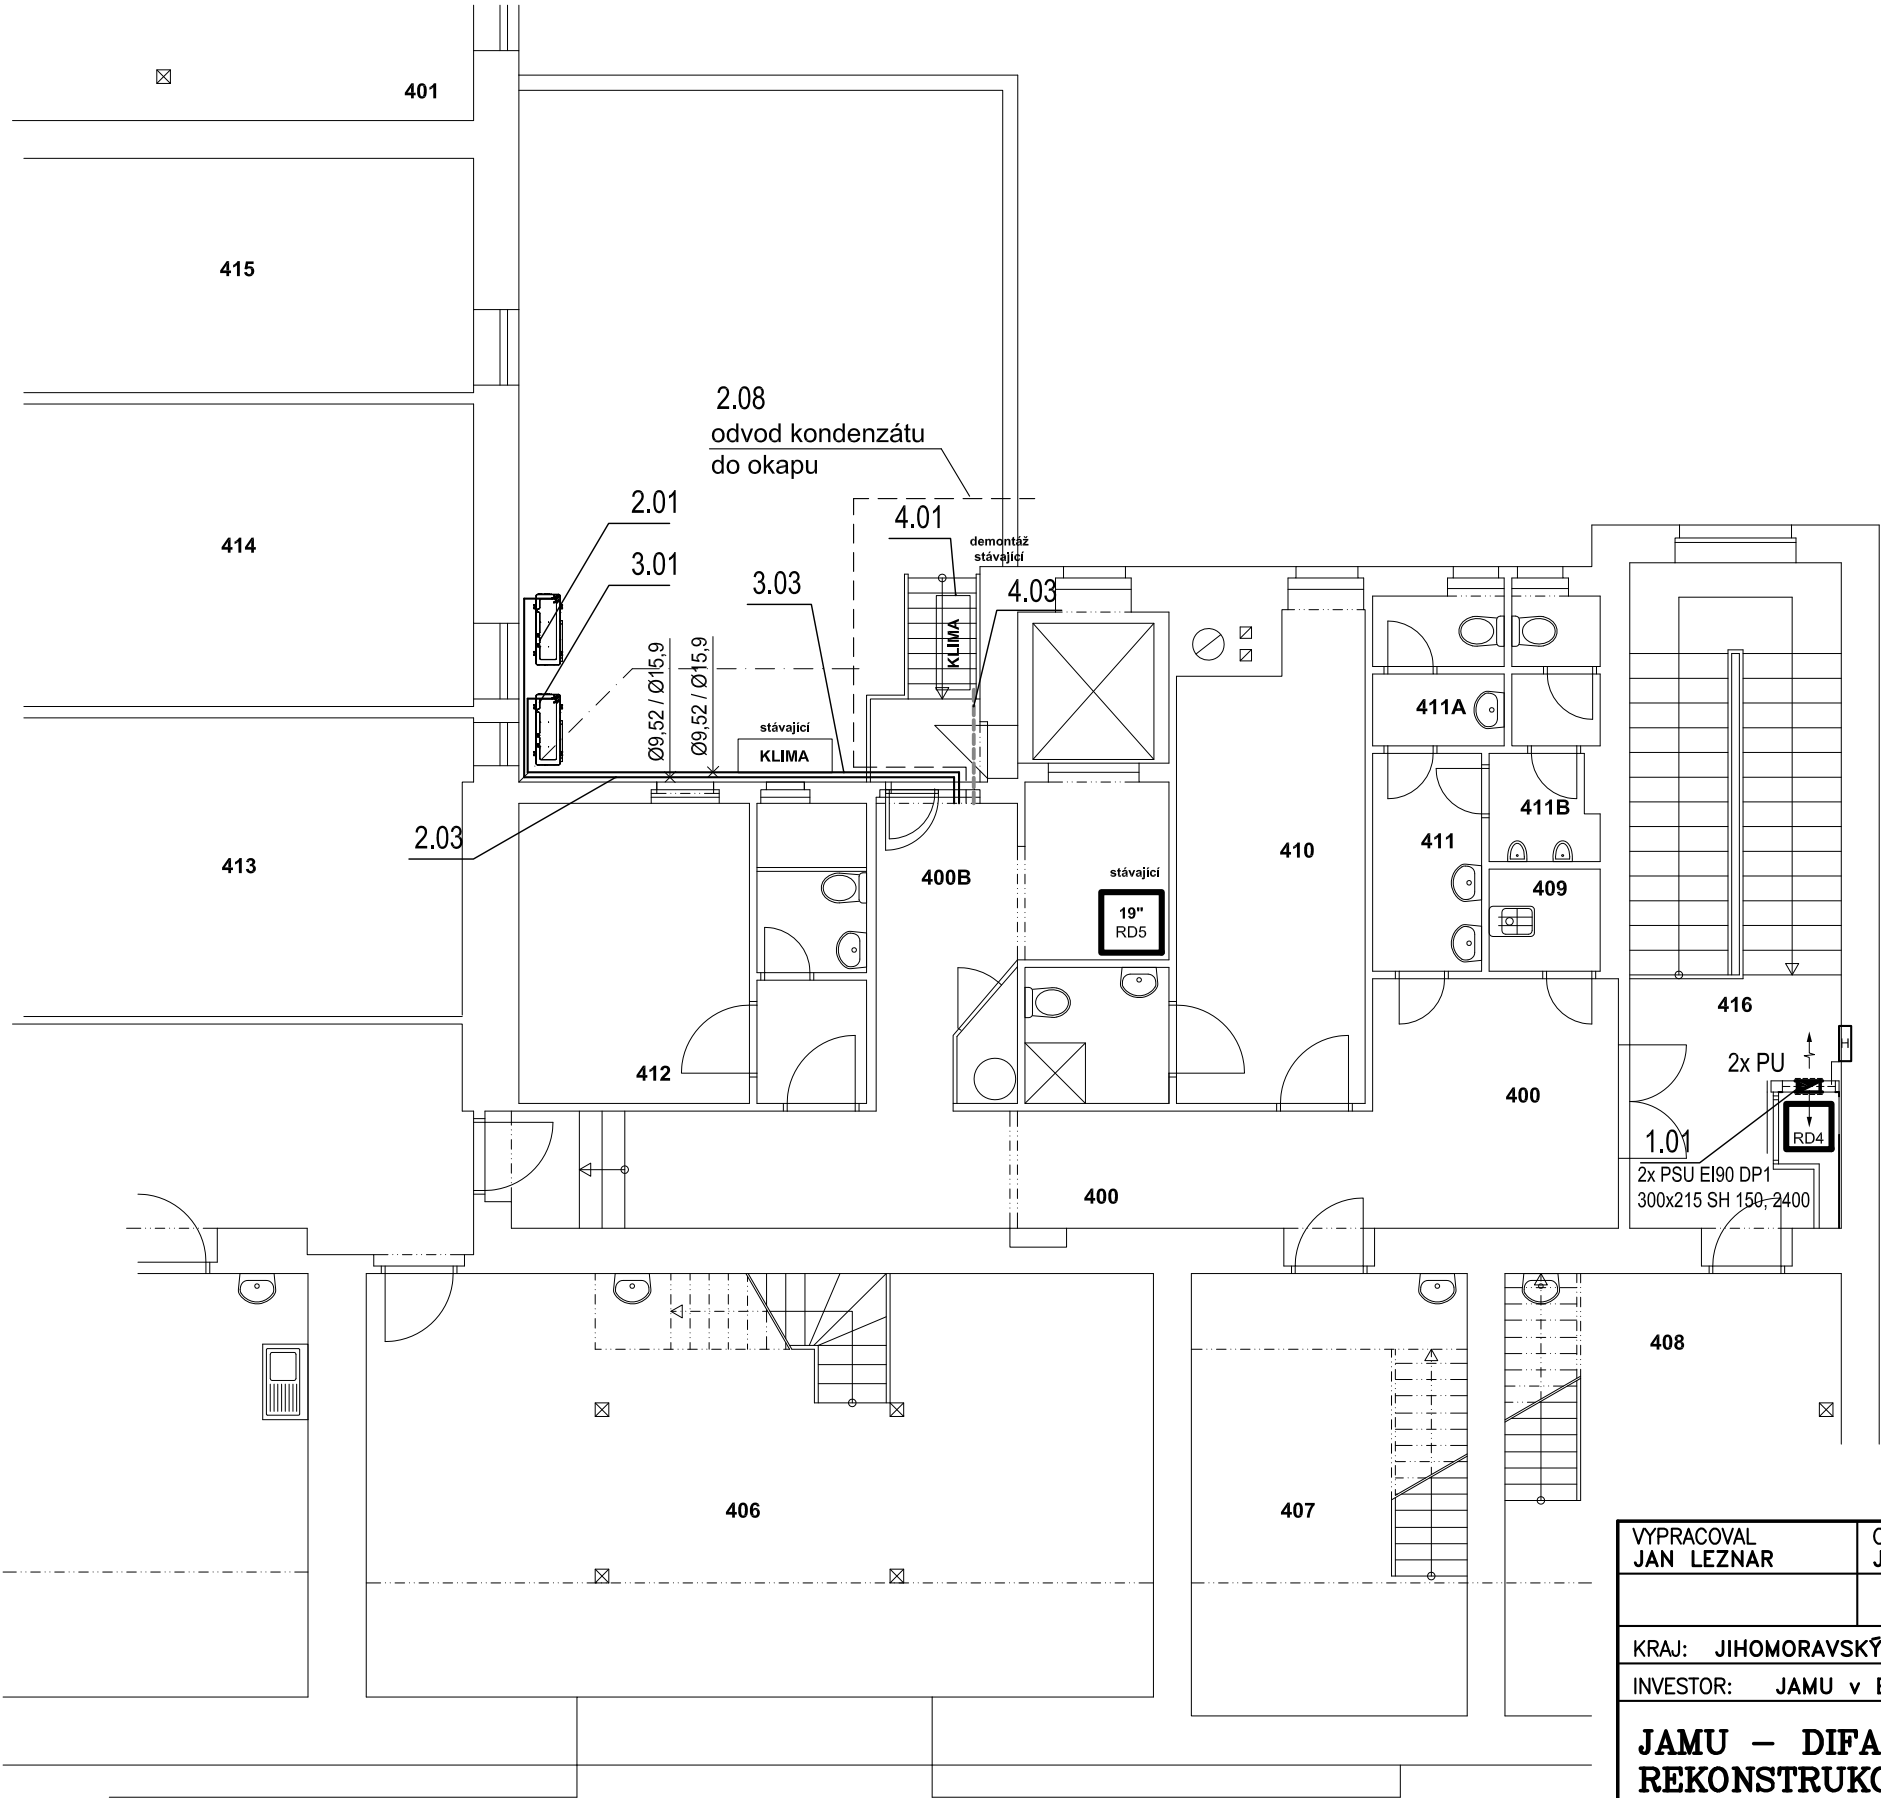 401
415
2.08
odvod kondenzátu
do okapu
2.01
4.01
demontáž
stávající
414
3.01
3.03
4.03
KLIMA
Ø9,52 / Ø15,9
Ø9,52 / Ø15,9
411A
stávající
KLIMA
411B
2.03
411
410
413
400B
stávající
409
19"
RD5
416
2x PU
412
400
RD4
1.01
2x PSU EI90 DP1
300x215 SH 150, 2400
400
408
406
407
VYPRACOVAL
JAN LEZNAR
KRAJ: JIHOMORAVSKÝ
INVESTOR: JAMU v
JAMU – DIFA
REKONSTRUKC